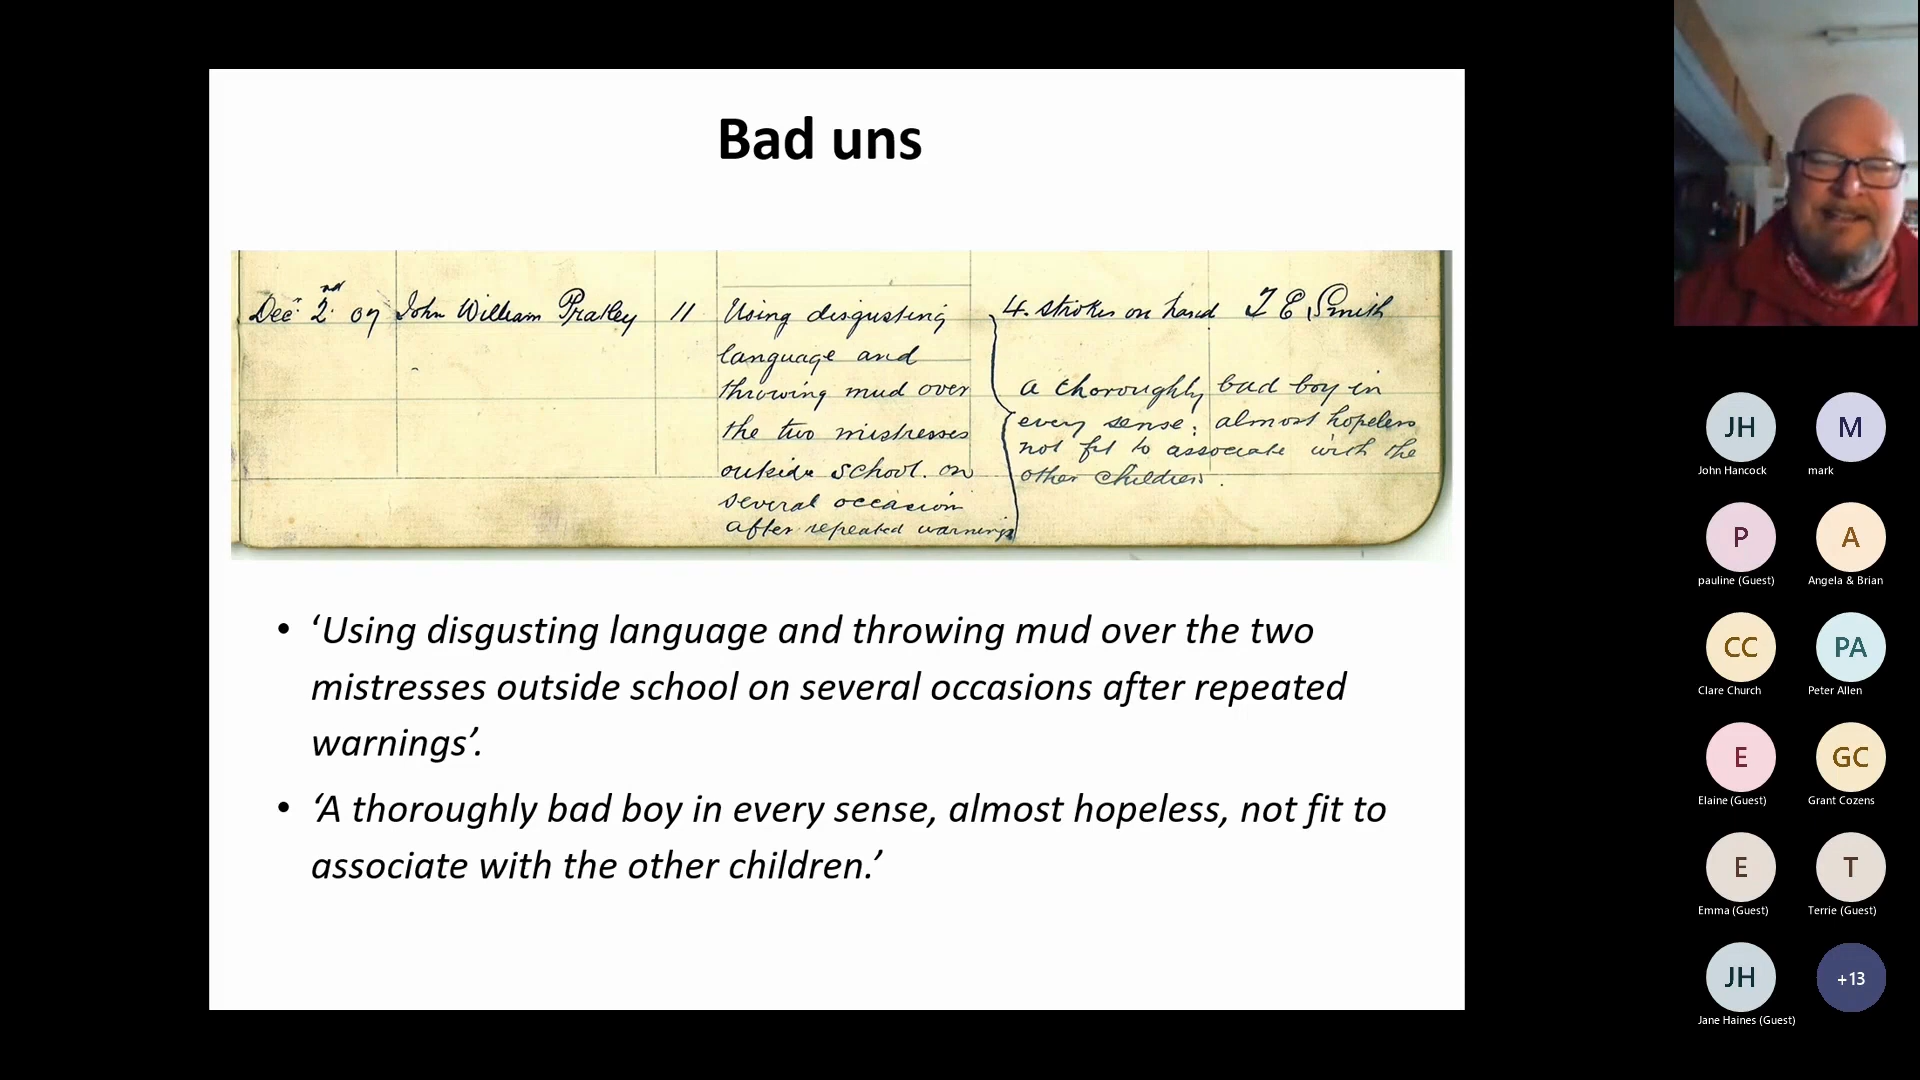 Bad uns
Dec. 2nd 07 John William Pratley 11 Using disgusting 4. strokes on hand T E Smith
language and
throwing mud over a thoroughly bad boy in
the two mistresses every sense; almost hopeless
outside school. on not fit to associate with the
several occasion other children.
after repeated warnings
• ‘Using disgusting language and throwing mud over the two
mistresses outside school on several occasions after repeated
warnings’.
• ‘A thoroughly bad boy in every sense, almost hopeless, not fit to
associate with the other children.’
JH M
John Hancock mark
P A
pauline (Guest) Angela & Brian
CC PA
Clare Church Peter Allen
E GC
Elaine (Guest) Grant Cozens
E T
Emma (Guest) Terrie (Guest)
JH +13
Jane Haines (Guest)